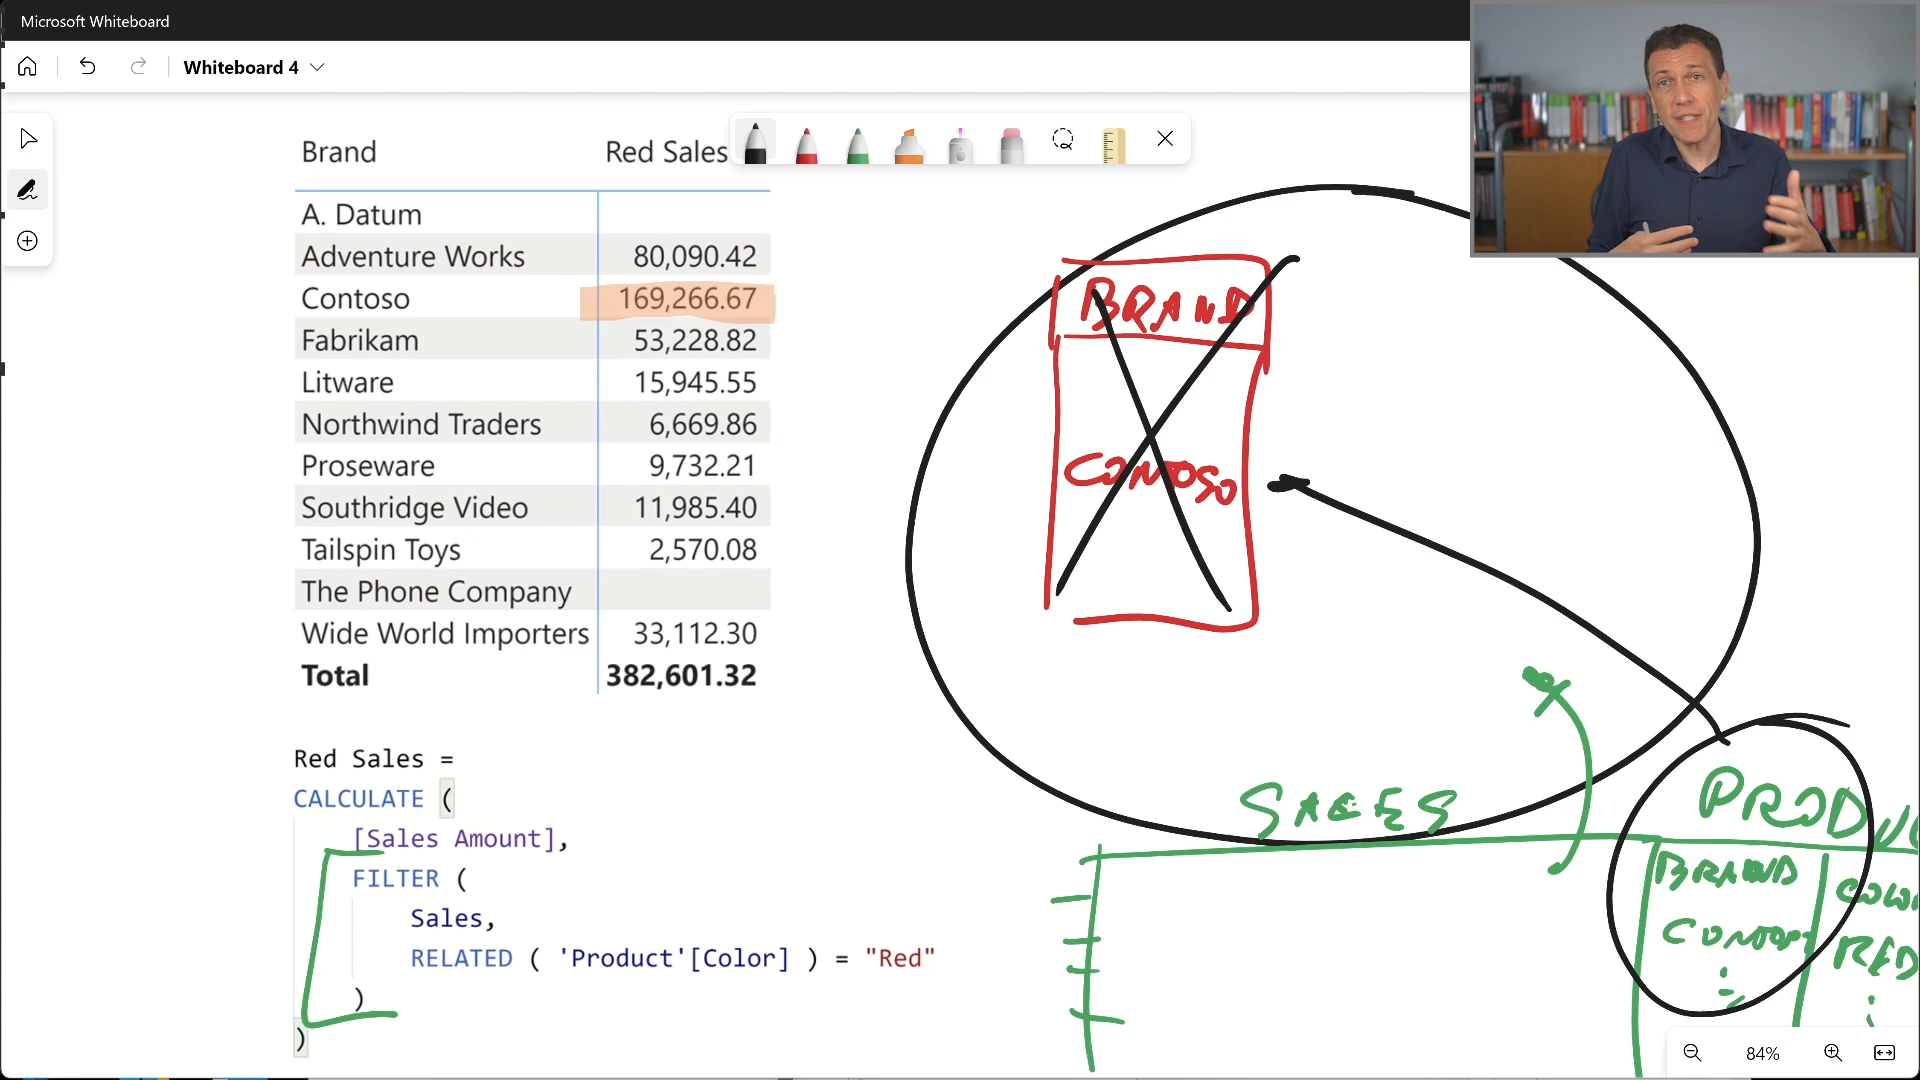 Microsoft Whiteboard
Whiteboard 4
Brand Red Sales
A. Datum
Adventure Works 80,090.42
Contoso 169,266.67
Fabrikam 53,228.82
Litware 15,945.55
Northwind Traders 6,669.86
Proseware 9,732.21
Southridge Video 11,985.40
Tailspin Toys 2,570.08
The Phone Company
Wide World Importers 33,112.30
Total 382,601.32
Red Sales =
CALCULATE (
[Sales Amount],
FILTER (
Sales,
RELATED ( 'Product'[Color] ) = "Red"
)
)
BRAND
CONTOSO
SALES
PRODUC
BRAND COLO
CONTOS RED
84%